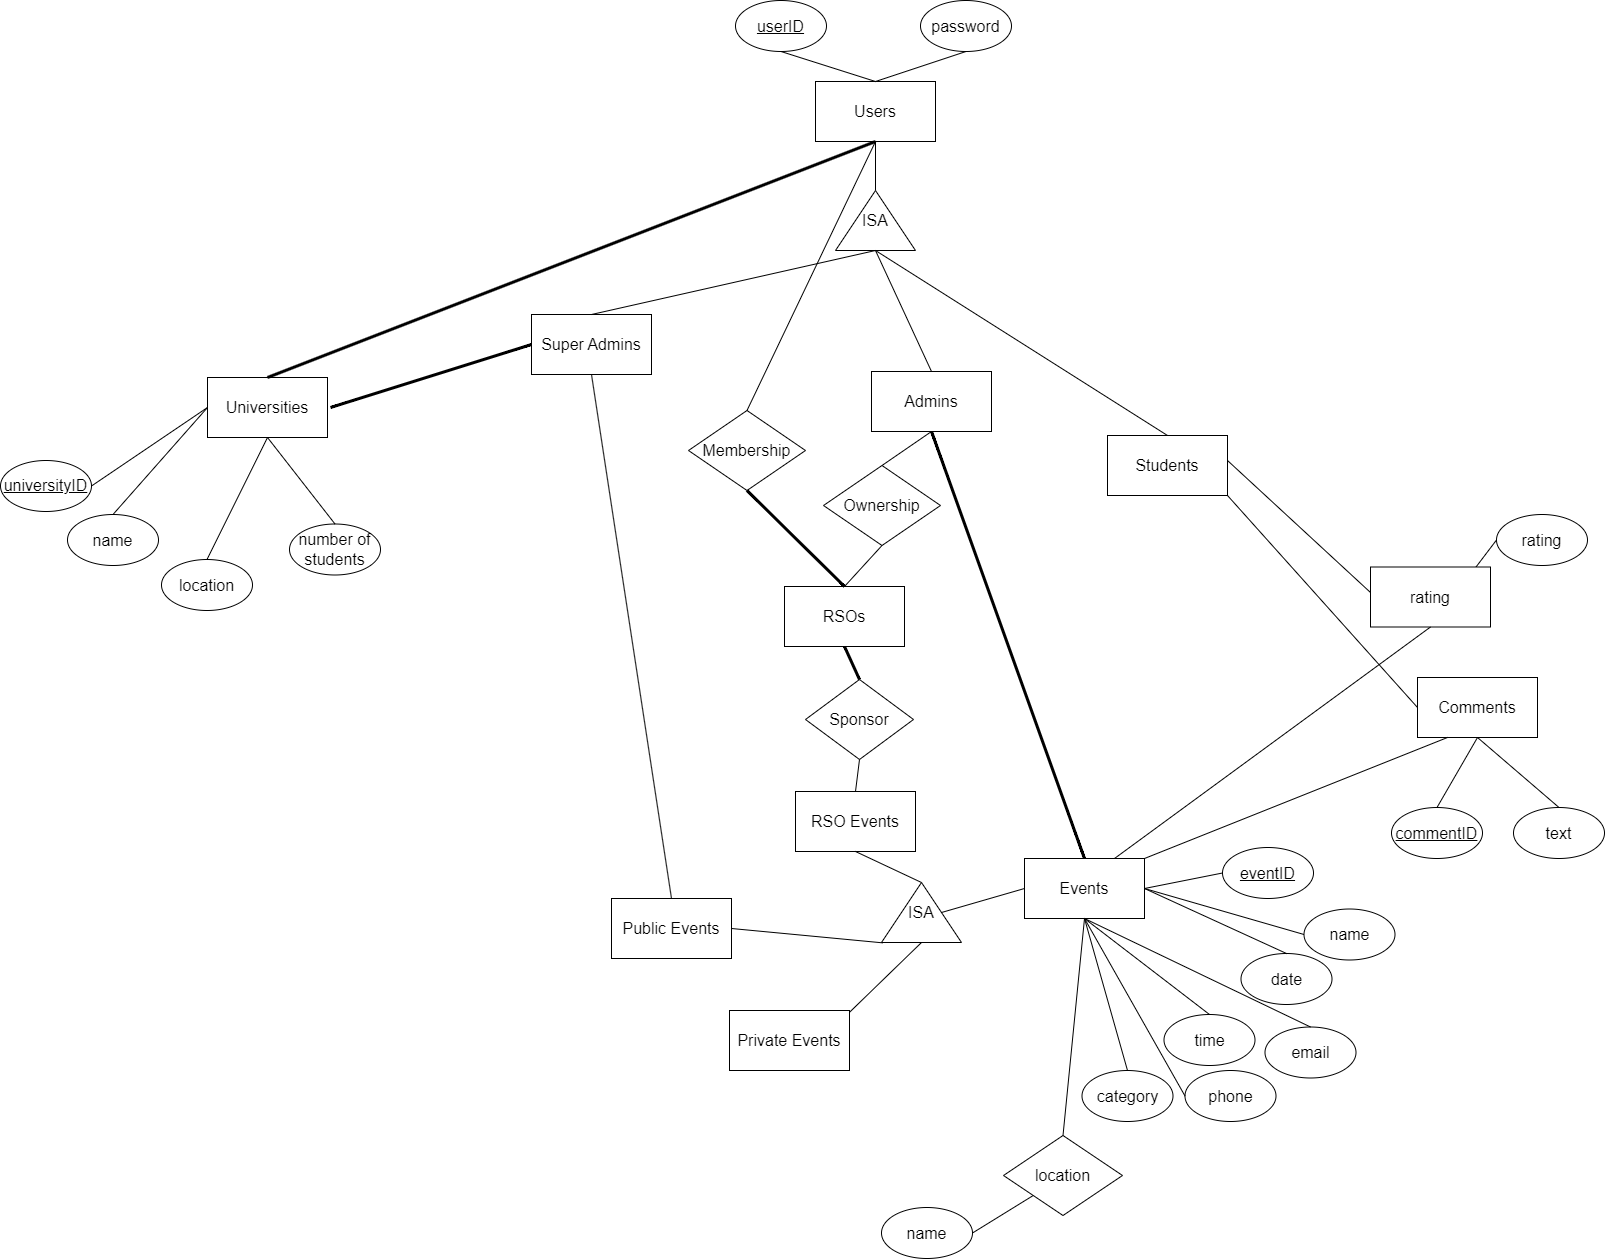 userID
password
Users
ISA
Super Admins
Universities
Admins
Membership
Students
universityID
Ownership
name
number of
students
rating
location
rating
RSOs
Comments
Sponsor
RSO Events
commentID
text
eventID
Events
ISA
Public Events
name
date
Private Events
time
email
category
phone
location
name